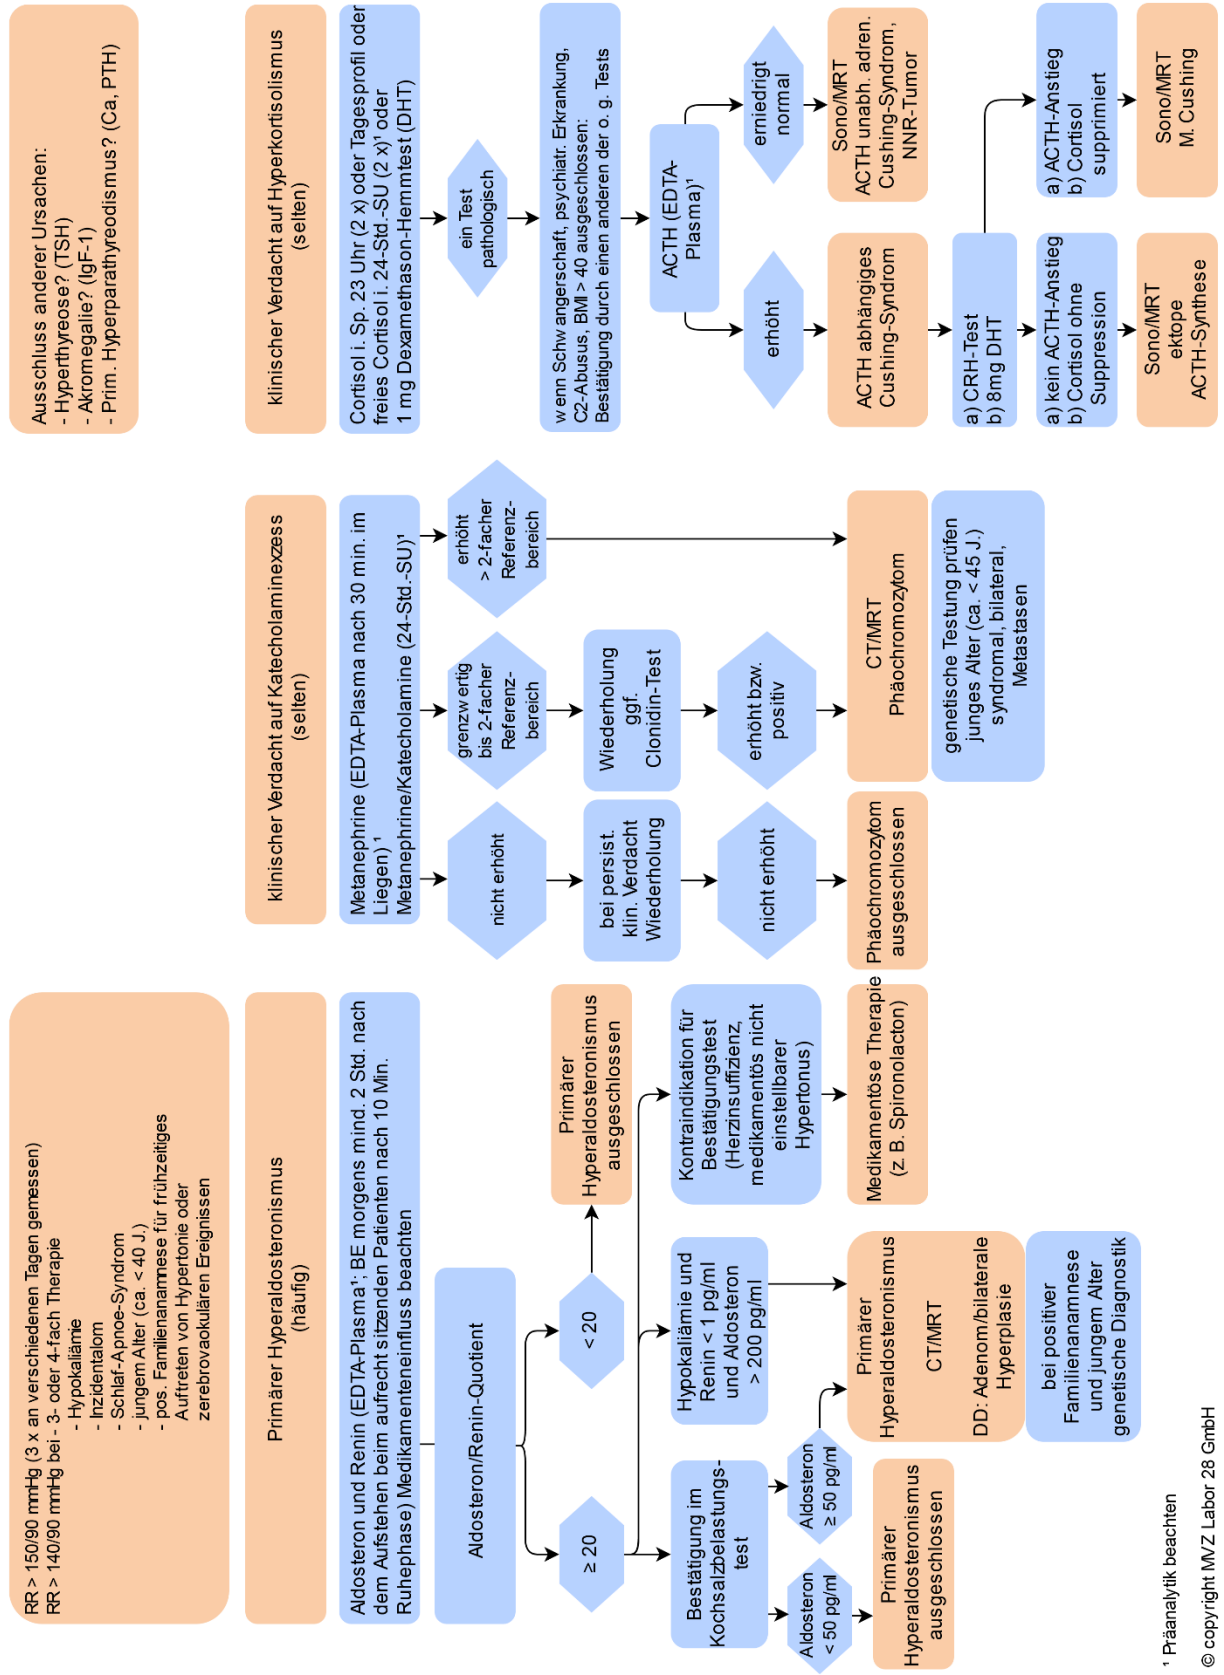 RR > 150/90 mmHg (3 x an verschiedenen Tagen gemessen)
RR > 140/90 mmHg bei - 3- oder 4-fach Therapie
- Hypokaliämie
- Inzidentalom
- Schlaf-Apnoe-Syndrom
- jungem Alter (ca. < 40 J.)
- pos. Familienanamese für frühzeitiges
Auftreten von Hypertonie oder
zerebrovaokulären Ereignissen
Ausschluss anderer Ursachen:
- Hyperthyreose? (TSH)
- Akromegalie? (IgF-1)
- Prim. Hyperparathyreodismus? (Ca, PTH)
Primärer Hyperaldosteronismus
(häufig)
Aldosteron und Renin (EDTA-Plasma¹; BE morgens mind. 2 Std. nach
dem Aufstehen beim aufrecht sitzenden Patienten nach 10 Min.
Ruhephase) Medikamenteneinfluss beachten
Aldosteron/Renin-Quotient
≥ 20
< 20
Primärer
Hyperaldosteronismus
ausgeschlossen
Bestätigung im
Kochsalzbelastungs-
test
Hypokaliämie und
Renin < 1 pg/ml
und Aldosteron
> 200 pg/ml
Kontraindikation für
Bestätigungstest
(Herzinsuffizienz,
medikamentös nicht
einstellbarer
Hypertonus)
Aldosteron
< 50 pg/ml
Aldosteron
≥ 50 pg/ml
Primärer
Hyperaldosteronismus
ausgeschlossen
Primärer
Hyperaldosteronismus
CT/MRT
DD: Adenom/bilaterale
Hyperplasie
Medikamentöse Therapie
(z. B. Spironolacton)
bei positiver
Familienanamnese
und jungem Alter
genetische Diagnostik
klinischer Verdacht auf Katecholaminexzess
(selten)
Metanephrine (EDTA-Plasma nach 30 min. im
Liegen) ¹
Metanephrine/Katecholamine (24-Std.-SU)¹
nicht erhöht
grenzwertig
bis 2-facher
Referenz-
bereich
erhöht
> 2-facher
Referenz-
bereich
bei persist.
klin. Verdacht
Wiederholung
Wiederholung
ggf.
Clonidin-Test
nicht erhöht
erhöht bzw.
positiv
Phäochromozytom
ausgeschlossen
CT/MRT
Phäochromozytom
genetische Testung prüfen
junges Alter (ca. < 45 J.)
syndromal, bilateral,
Metastasen
klinischer Verdacht auf Hyperkortisolismus
(selten)
Cortisol i. Sp. 23 Uhr (2 x) oder Tagesprofil oder
freies Cortisol i. 24-Std.-SU (2 x)¹ oder
1 mg Dexamethason-Hemmtest (DHT)
ein Test
pathologisch
wenn Schwangerschaft, psychiatr. Erkrankung,
C2-Abusus, BMI > 40 ausgeschlossen:
Bestätigung durch einen anderen der o. g. Tests
ACTH (EDTA-
Plasma)¹
erhöht
erniedrigt
normal
ACTH abhängiges
Cushing-Syndrom
Sono/MRT
ACTH unabh. adren.
Cushing-Syndrom,
NNR-Tumor
a) CRH-Test
b) 8mg DHT
a) kein ACTH-Anstieg
b) Cortisol ohne
Suppression
a) ACTH-Anstieg
b) Cortisol
supprimiert
Sono/MRT
ektope
ACTH-Synthese
Sono/MRT
M. Cushing
¹ Präanalytik beachten
© copyright MVZ Labor 28 GmbH